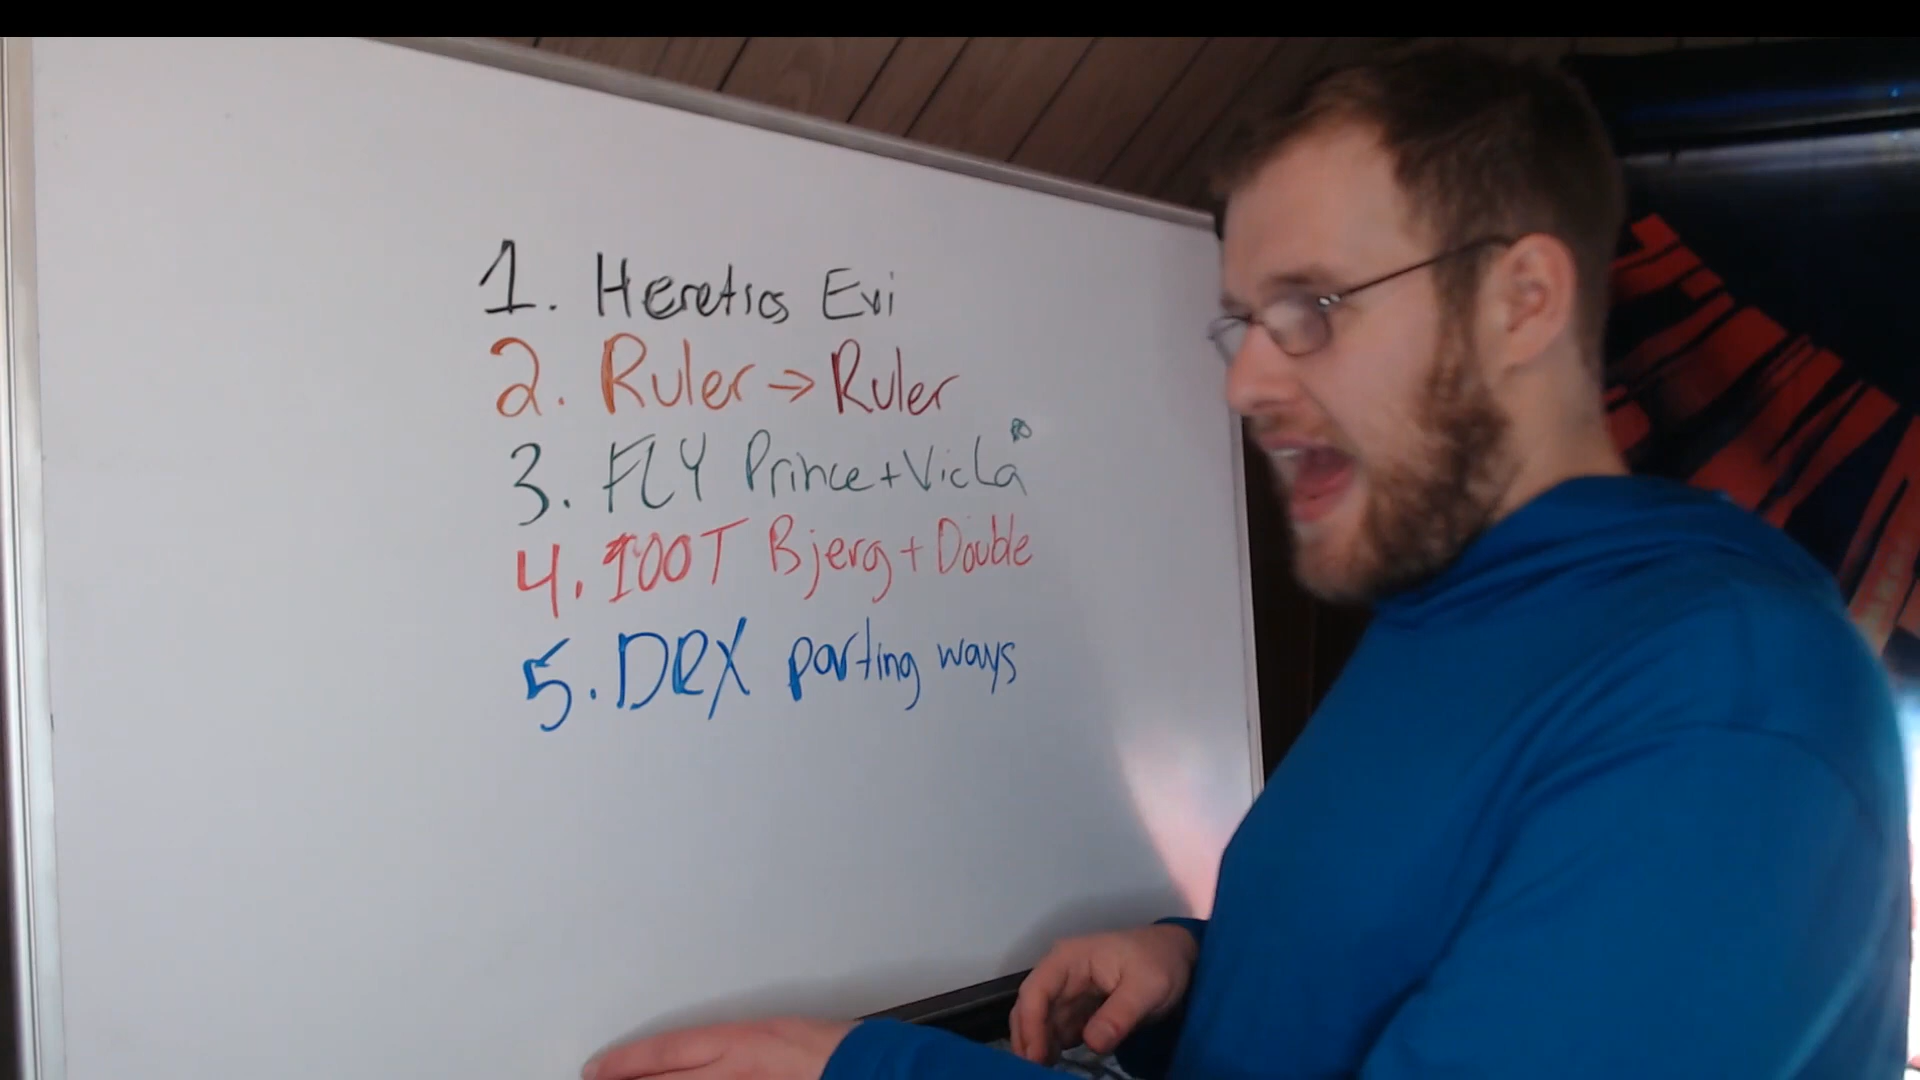 1. Heretics Evi
2. Ruler → Ruler
3. FLY Prince + Vicla
4. 100T Bjerg + Double
5. DRX parting ways